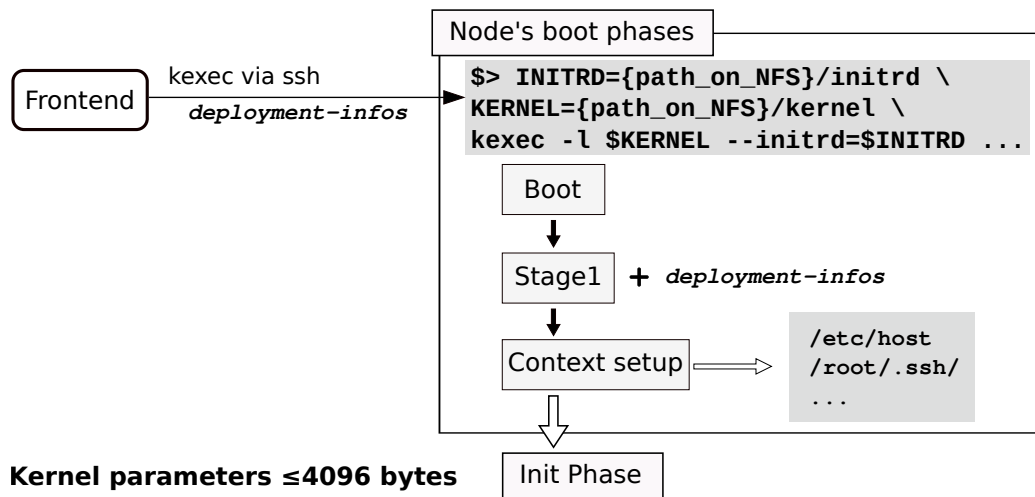 Node's boot phases
Frontend
kexec via ssh
deployment-infos
$> INITRD={path_on_NFS}/initrd \
KERNEL={path_on_NFS}/kernel \
kexec -l $KERNEL --initrd=$INITRD ...
Boot
Stage1 + deployment-infos
Context setup
/etc/host
/root/.ssh/
...
Init Phase
Kernel parameters ≤4096 bytes